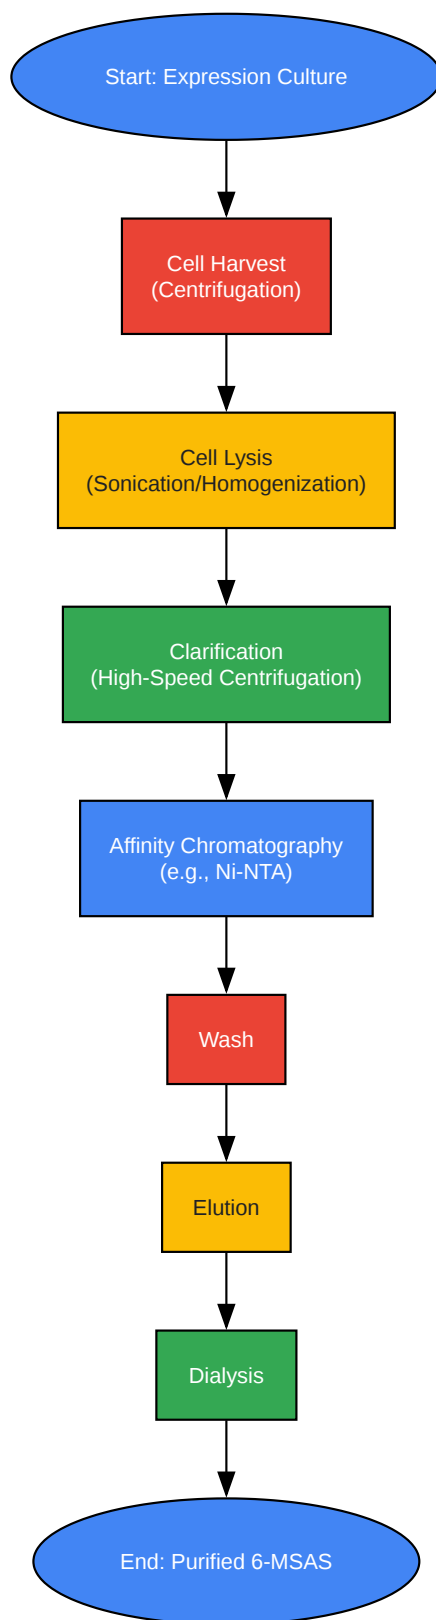 Start: Expression Culture
Cell Harvest
(Centrifugation)
Cell Lysis
(Sonication/Homogenization)
Clarification
(High-Speed Centrifugation)
Affinity Chromatography
(e.g., Ni-NTA)
Wash
Elution
Dialysis
End: Purified 6-MSAS